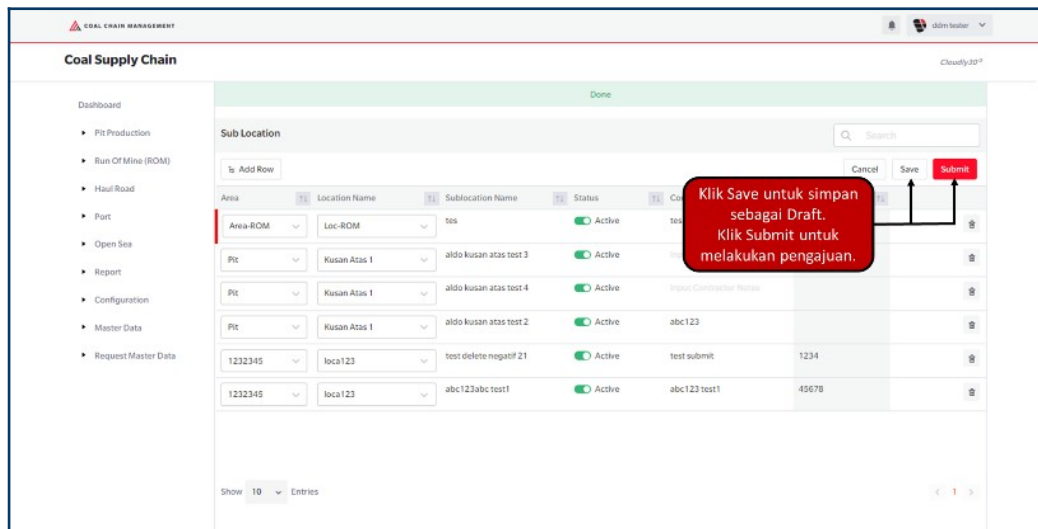 COAL CHAIN MANAGEMENT
ddm tester
Coal Supply Chain
Cloudly30°
Dashboard
Pit Production
Run Of Mine (ROM)
Haul Road
Port
Open Sea
Report
Configuration
Master Data
Request Master Data
Done
Sub Location
Search
Add Row
Cancel Save Submit
Area Location Name Sublocation Name Status
Klik Save untuk simpan
sebagai Draft.
Klik Submit untuk
melakukan pengajuan.
Area-ROM Loc-ROM tes Active tes
Pit Kusan Atas 1 aldo kusan atas test 3 Active
Pit Kusan Atas 1 aldo kusan atas test 4 Active Input Contractor Notes
Pit Kusan Atas 1 aldo kusan atas test 2 Active abc123
1232345 loca123 test delete negatif 21 Active test submit 1234
1232345 loca123 abc123abc test1 Active abc123 test1 45678
Show 10 Entries
< 1 >